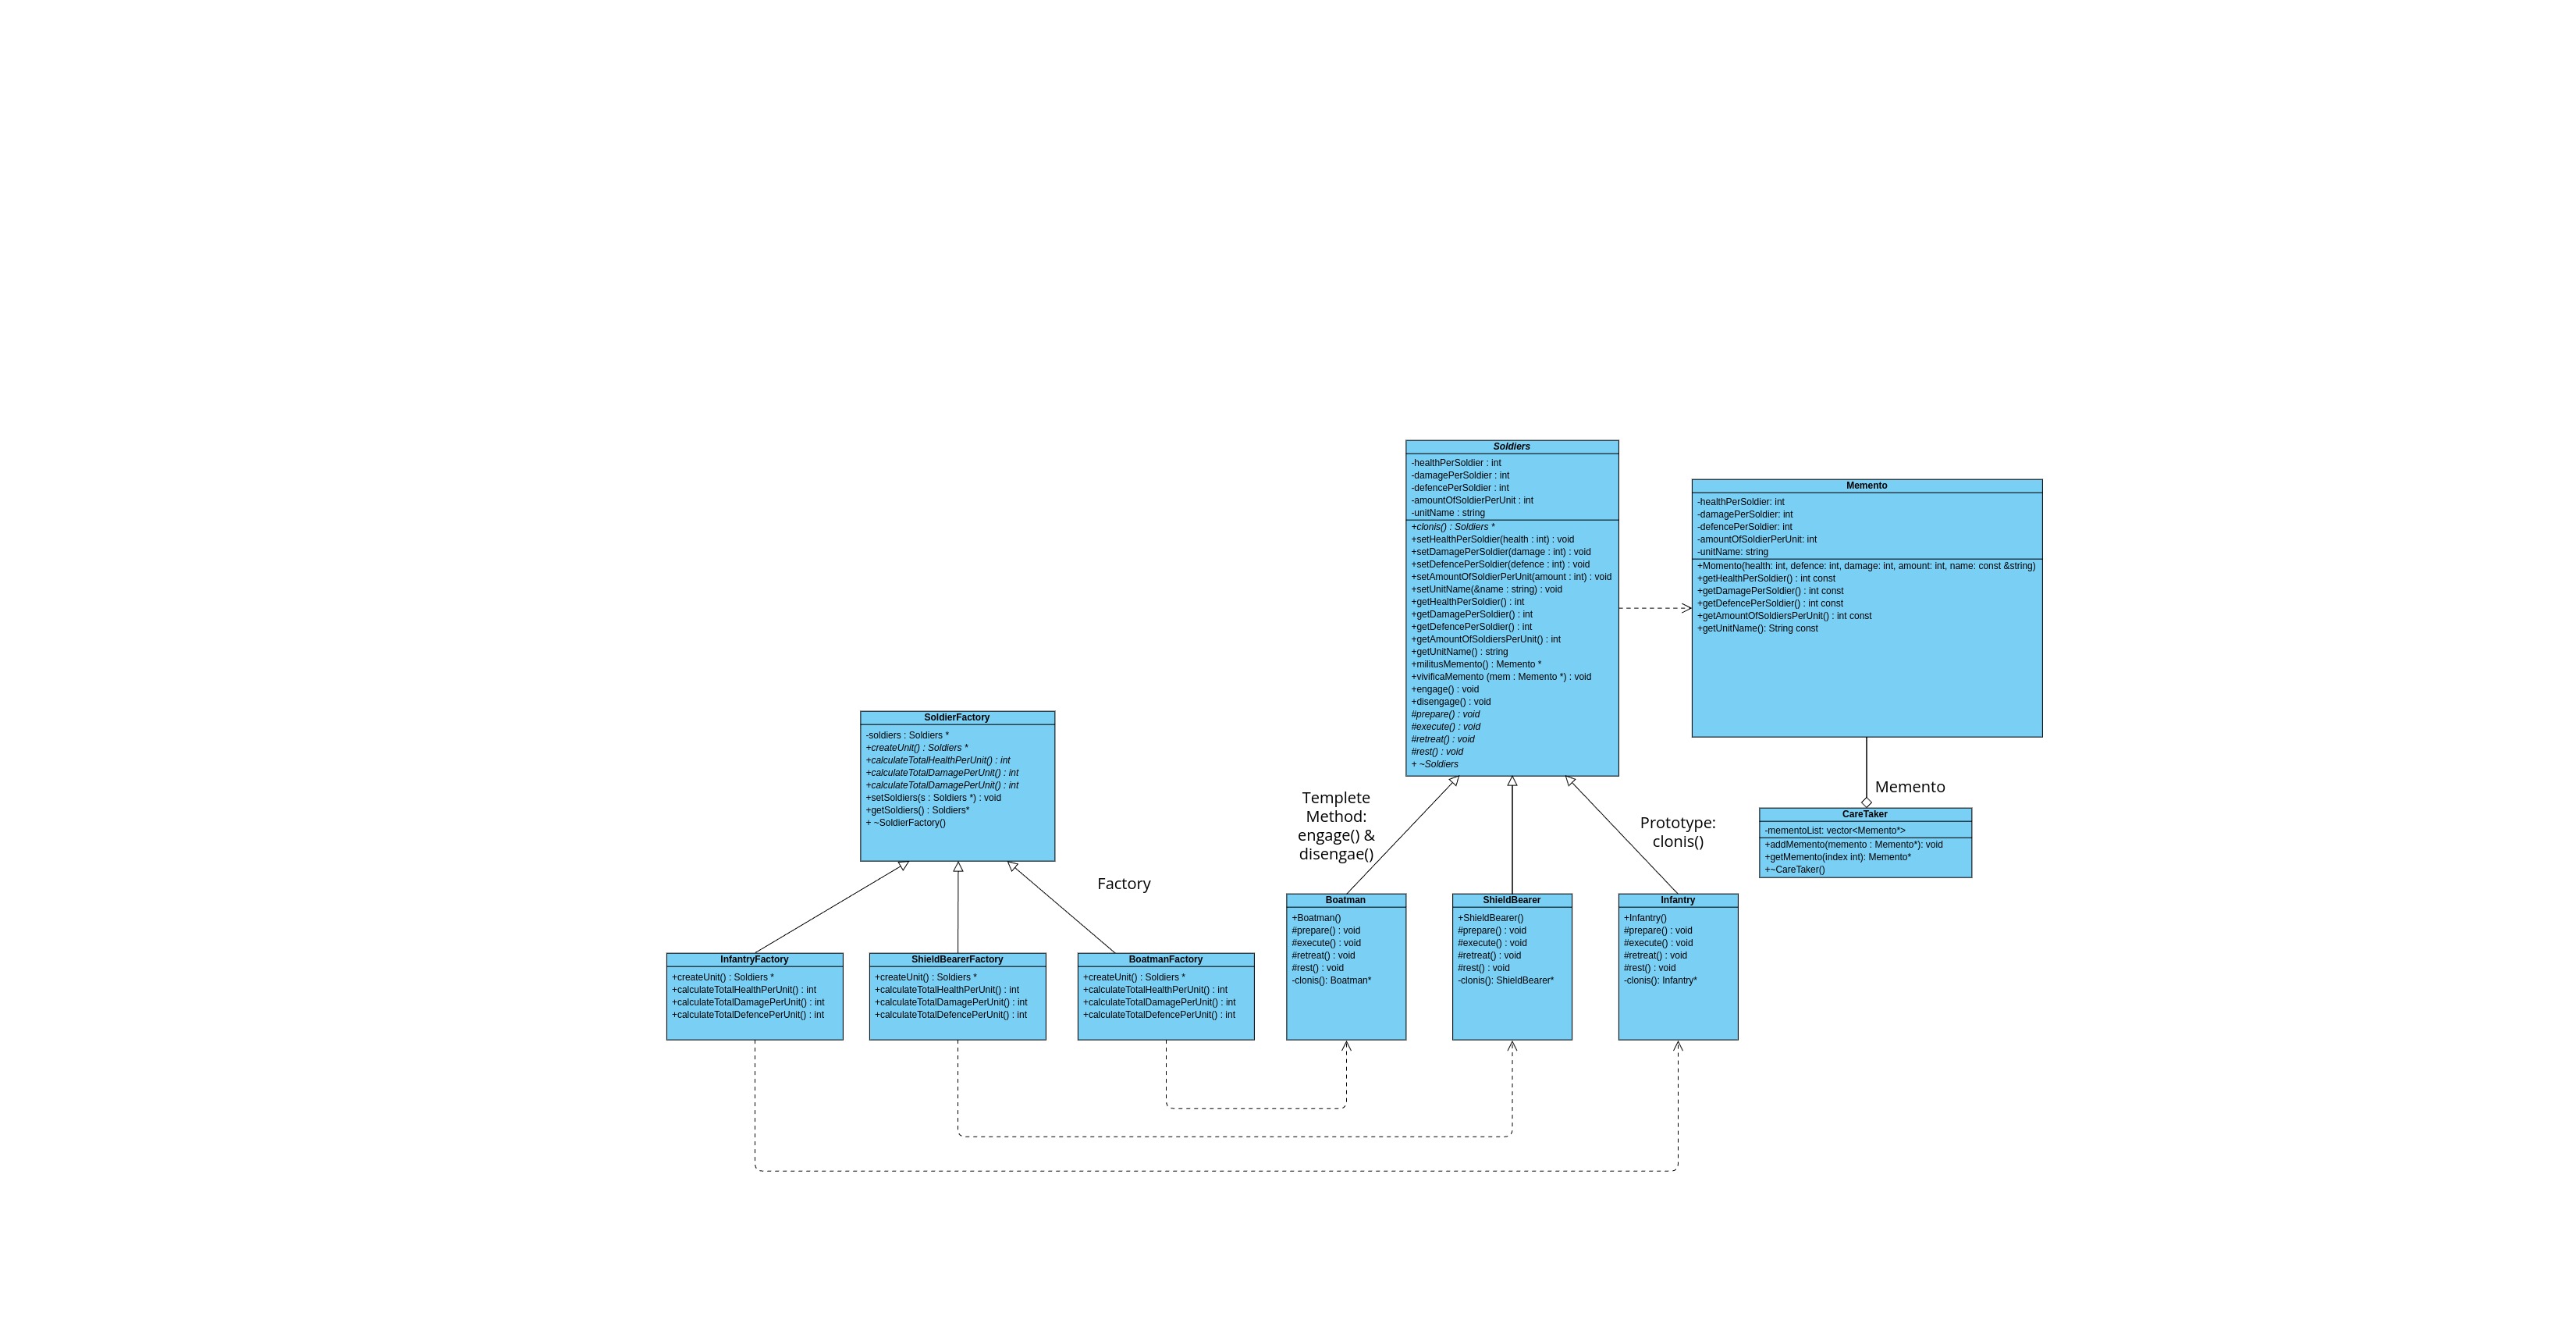 Soldiers
-healthPerSoldier : int
-damagePerSoldier : int
-defencePerSoldier : int
-amountOfSoldierPerUnit : int
-unitName : string
+clonis() : Soldiers *
+setHealthPerSoldier(health : int) : void
+setDamagePerSoldier(damage : int) : void
+setDefencePerSoldier(defence : int) : void
+setAmountOfSoldierPerUnit(amount : int) : void
+setUnitName(&name : string) : void
+getHealthPerSoldier() : int
+getDamagePerSoldier() : int
+getDefencePerSoldier() : int
+getAmountOfSoldiersPerUnit() : int
+getUnitName() : string
+militusMemento() : Memento *
+vivificaMemento (mem : Memento *) : void
+engage() : void
+disengage() : void
#prepare() : void
#execute() : void
#retreat() : void
#rest() : void
+ ~Soldiers
Memento
-healthPerSoldier: int
-damagePerSoldier: int
-defencePerSoldier: int
-amountOfSoldierPerUnit: int
-unitName: string
+Momento(health: int, defence: int, damage: int, amount: int, name: const &string)
+getHealthPerSoldier() : int const
+getDamagePerSoldier() : int const
+getDefencePerSoldier() : int const
+getAmountOfSoldiersPerUnit() : int const
+getUnitName(): String const
SoldierFactory
-soldiers : Soldiers *
+createUnit() : Soldiers *
+calculateTotalHealthPerUnit() : int
+calculateTotalDamagePerUnit() : int
+calculateTotalDamagePerUnit() : int
+setSoldiers(s : Soldiers *) : void
+getSoldiers() : Soldiers*
+ ~SoldierFactory()
Templete
Method:
engage() &
disengae()
Prototype:
clonis()
Memento
CareTaker
-mementoList: vector<Memento*>
+addMemento(memento : Memento*): void
+getMemento(index int): Memento*
+~CareTaker()
Factory
InfantryFactory
+createUnit() : Soldiers *
+calculateTotalHealthPerUnit() : int
+calculateTotalDamagePerUnit() : int
+calculateTotalDefencePerUnit() : int
ShieldBearerFactory
+createUnit() : Soldiers *
+calculateTotalHealthPerUnit() : int
+calculateTotalDamagePerUnit() : int
+calculateTotalDefencePerUnit() : int
BoatmanFactory
+createUnit() : Soldiers *
+calculateTotalHealthPerUnit() : int
+calculateTotalDamagePerUnit() : int
+calculateTotalDefencePerUnit() : int
Boatman
+Boatman()
#prepare() : void
#execute() : void
#retreat() : void
#rest() : void
-clonis(): Boatman*
ShieldBearer
+ShieldBearer()
#prepare() : void
#execute() : void
#retreat() : void
#rest() : void
-clonis(): ShieldBearer*
Infantry
+Infantry()
#prepare() : void
#execute() : void
#retreat() : void
#rest() : void
-clonis(): Infantry*